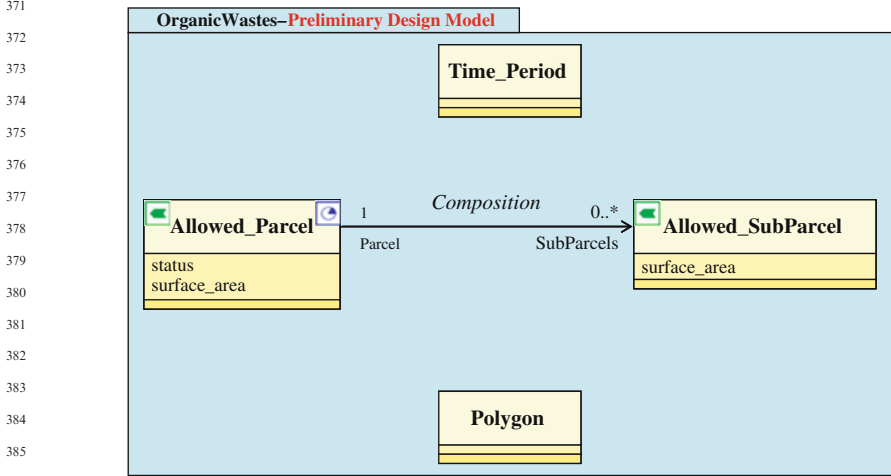 371
OrganicWastes–Preliminary Design Model
372
373
Time_Period
374
375
376
377
Composition
1
0..*
378
Allowed_Parcel
Allowed_SubParcel
Parcel
SubParcels
379
status
surface_area
380
surface_area
381
382
383
384
Polygon
385